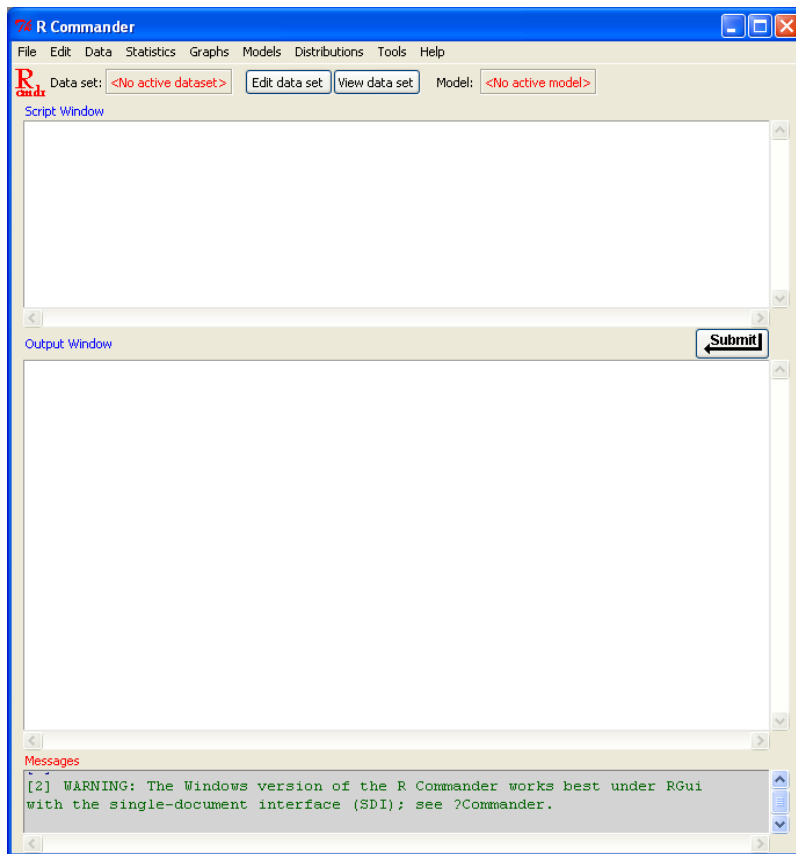 R Commander
File Edit Data Statistics Graphs Models Distributions Tools Help
R cmdr Data set: <No active dataset> Edit data set View data set Model: <No active model>
Script Window
Output Window Submit
Messages
[2] WARNING: The Windows version of the R Commander works best under RGui
with the single-document interface (SDI); see ?Commander.